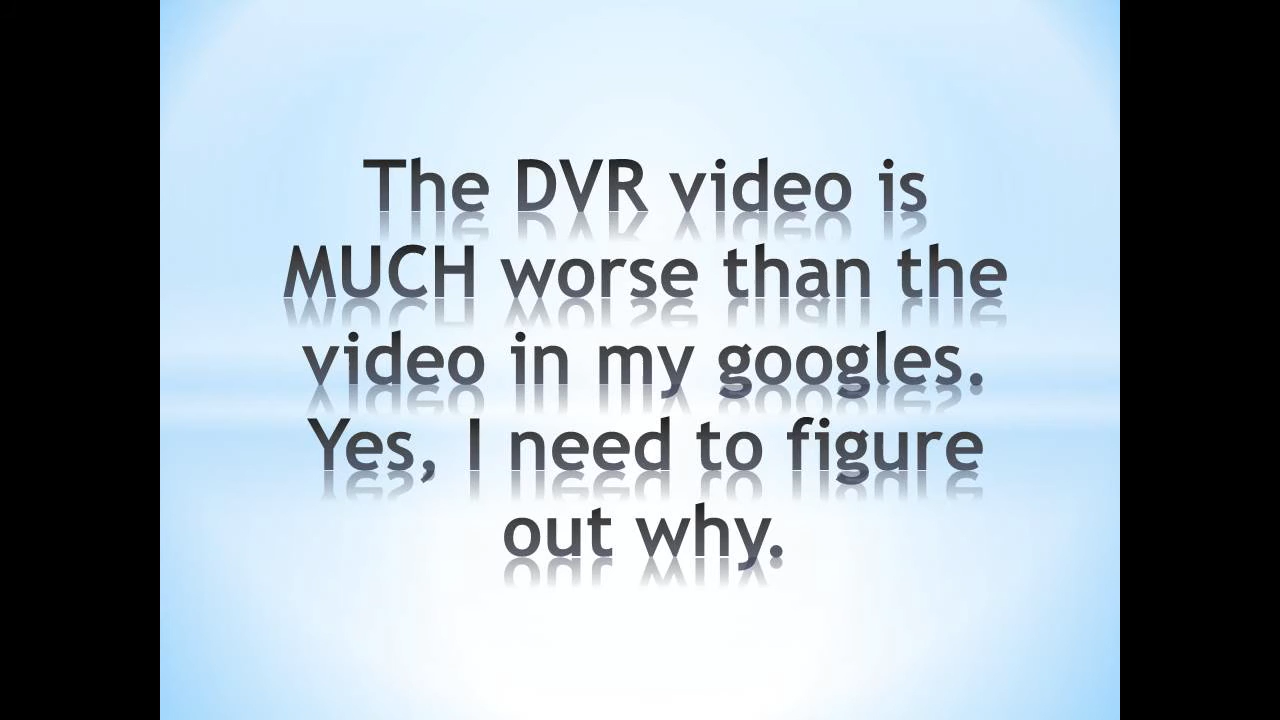 The DVR video is
MUCH worse than the
video in my googles.
Yes, I need to figure
out why.